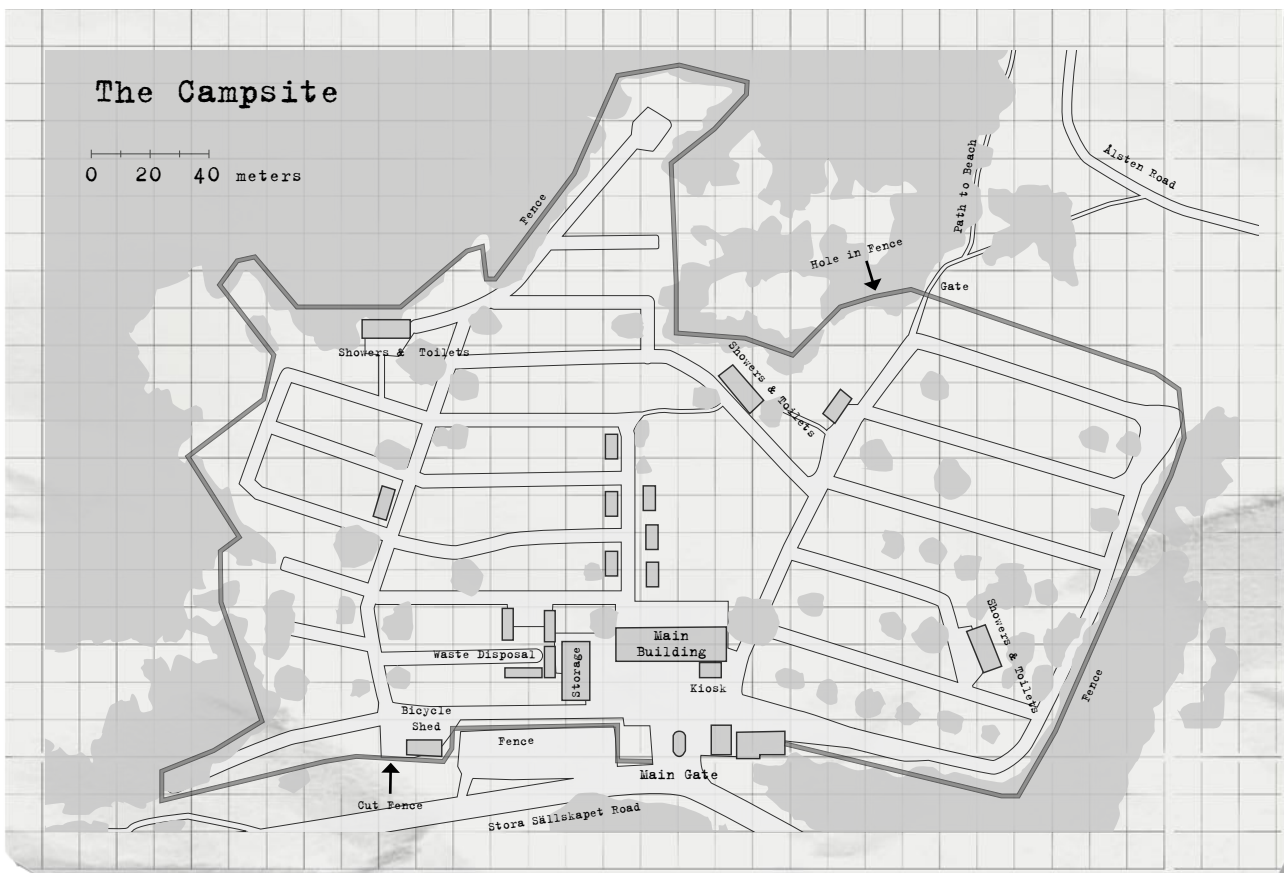 The Campsite
0 20 40 meters
Ålsten Road
Path to Beach
Fence
Hole in Fence
Gate
Showers & Toilets
Showers & Toilets
Showers & Toilets
Main
Building
Waste Disposal
Storage
Kiosk
Fence
Bicycle
Shed
Fence
Main Gate
Cut Fence
Stora Sällskapet Road